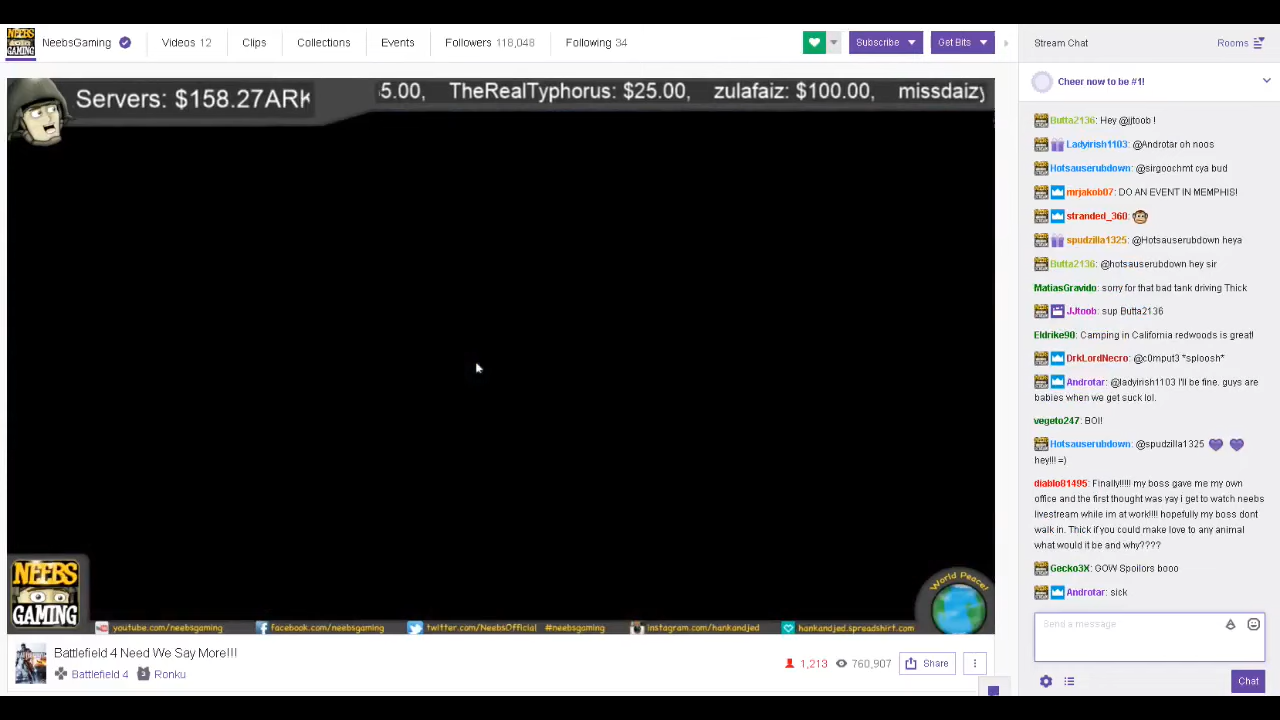 NEEBS GAMING NeebsGaming Videos 12 Clips Collections Events Followers 118,048 Following 34 Subscribe Get Bits
Stream Chat Rooms
Servers: $158.27ARK 5.00, TheRealTyphorus: $25.00, zulafaiz: $100.00, missdaizy
NEEBS
GAMING
World Peace!
youtube.com/neebsgaming facebook.com/neebsgaming twitter.com/NeebsOfficial #neebsgaming instagram.com/hankandjed hankandjed.spreadshirt.com
Battlefield 4 Need We Say More!!!
Battlefield 4 Ronku
1,213 760,907 Share
Cheer now to be #1!
Butta2136: Hey @jjtoob !
Ladyirish1103: @Androtar oh noos
Hotsauserubdown: @sirgoochmt cya bud
mrjakob07: DO AN EVENT IN MEMPHIS!
stranded_360:
spudzilla1325: @Hotsauserubdown heya
Butta2136: @hotsauserubdown hey sir
MatiasGravido: sorry for that bad tank driving Thick
JJtoob: sup Butta2136
Eldrike90: Camping in California redwoods is great!
DrkLordNecro: @c0mput3 *sploosh*
Androtar: @ladyirish1103 I'll be fine. guys are
babies when we get suck lol.
vegeto247: BOI!
Hotsauserubdown: @spudzilla1325
hey!!! =)
diablo81495: Finally!!!!! my boss gave me my own
office and the first thought was yay i get to watch neebs
livestream while im at work!!!! hopefully my boss dont
walk in. Thick if you could make love to any animal
what would it be and why????
Gecko3X: GOW Spoilors booo
Androtar: sick
Send a message
Chat